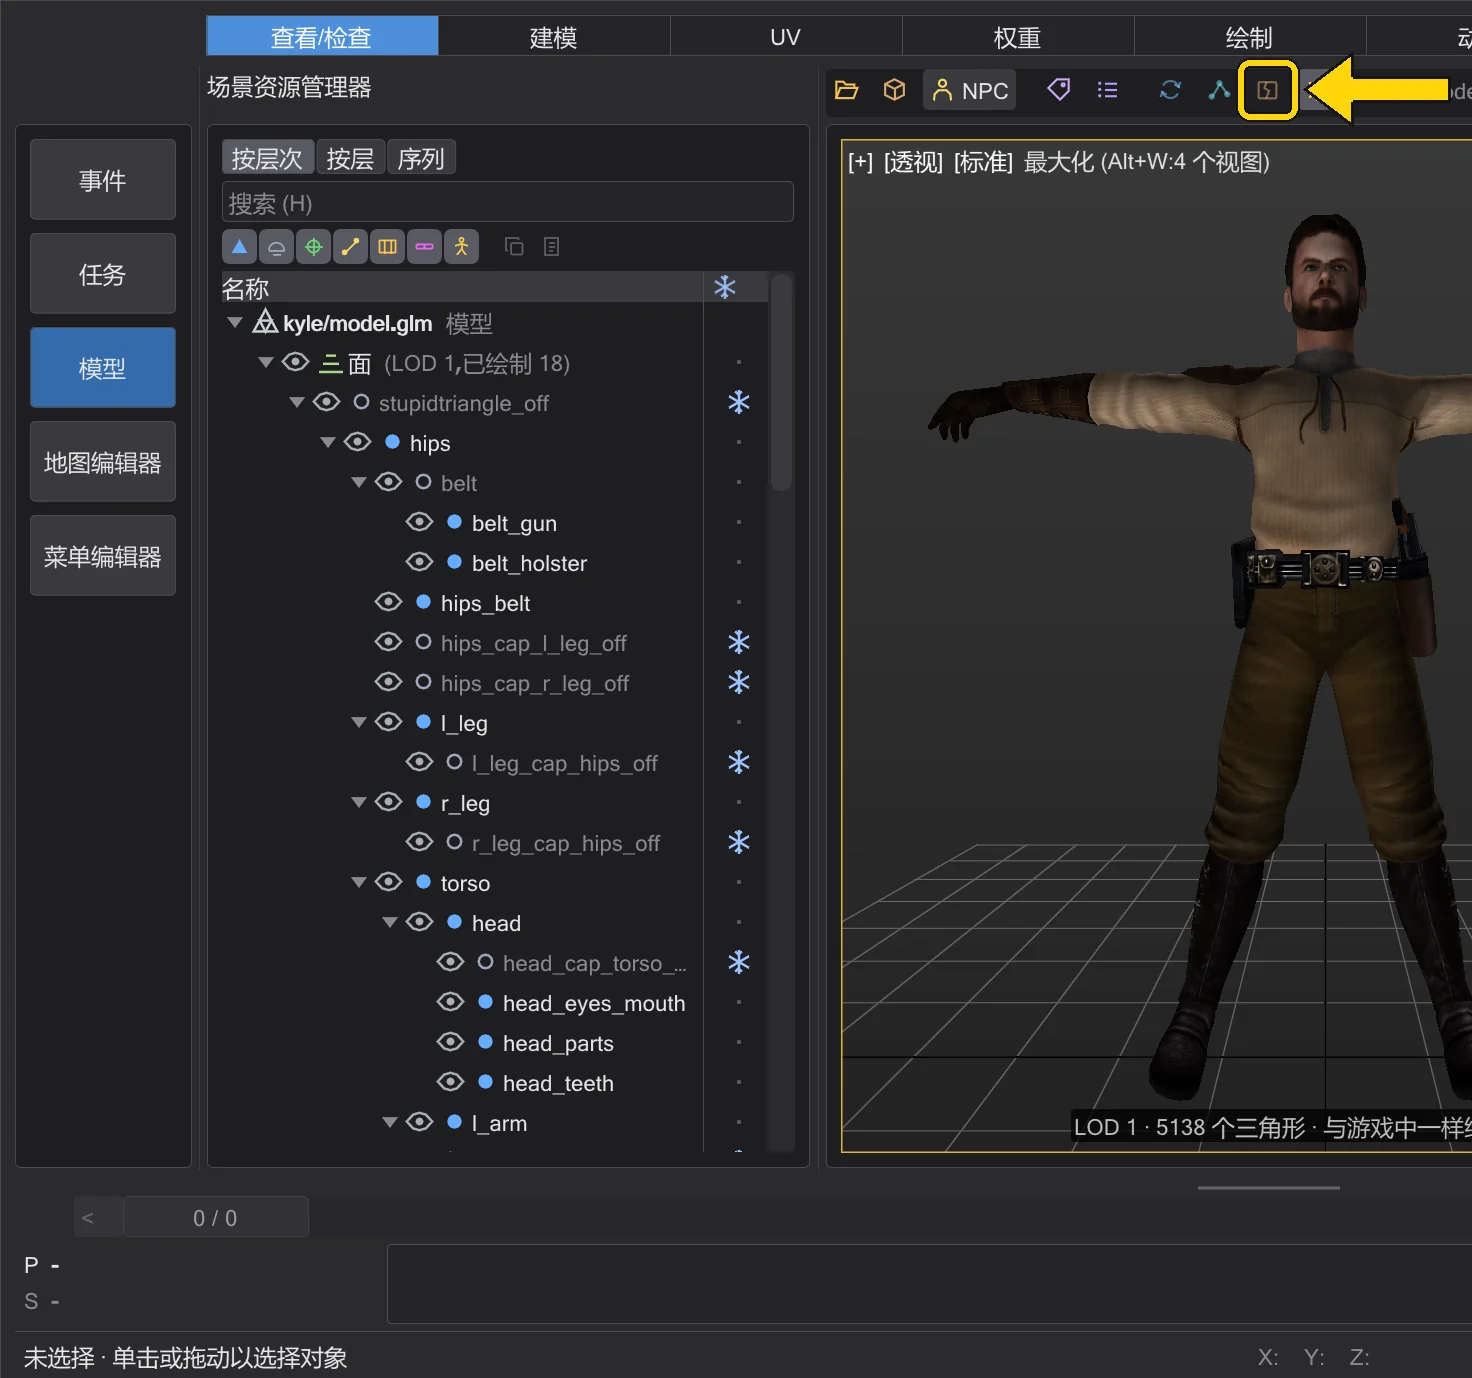 查看/检查
建模
UV
权重
绘制
场景资源管理器
NPC
事件
任务
模型
地图编辑器
菜单编辑器
按层次
按层
序列
搜索 (H)
名称
kyle/model.glm 模型
面 (LOD 1,已绘制 18)
stupidtriangle_off
hips
belt
belt_gun
belt_holster
hips_belt
hips_cap_l_leg_off
hips_cap_r_leg_off
l_leg
l_leg_cap_hips_off
r_leg
r_leg_cap_hips_off
torso
head
head_cap_torso_...
head_eyes_mouth
head_parts
head_teeth
l_arm
[+] [透视] [标准] 最大化 (Alt+W:4 个视图)
LOD 1 · 5138 个三角形 · 与游戏中一样
< 0 / 0
P -
S -
未选择 · 单击或拖动以选择对象
X: Y: Z: